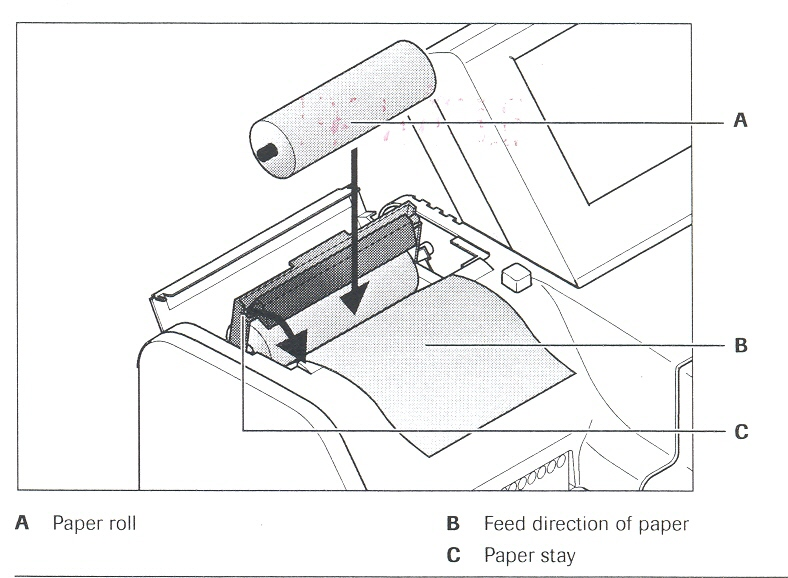 A
B
C
A Paper roll
B Feed direction of paper
C Paper stay